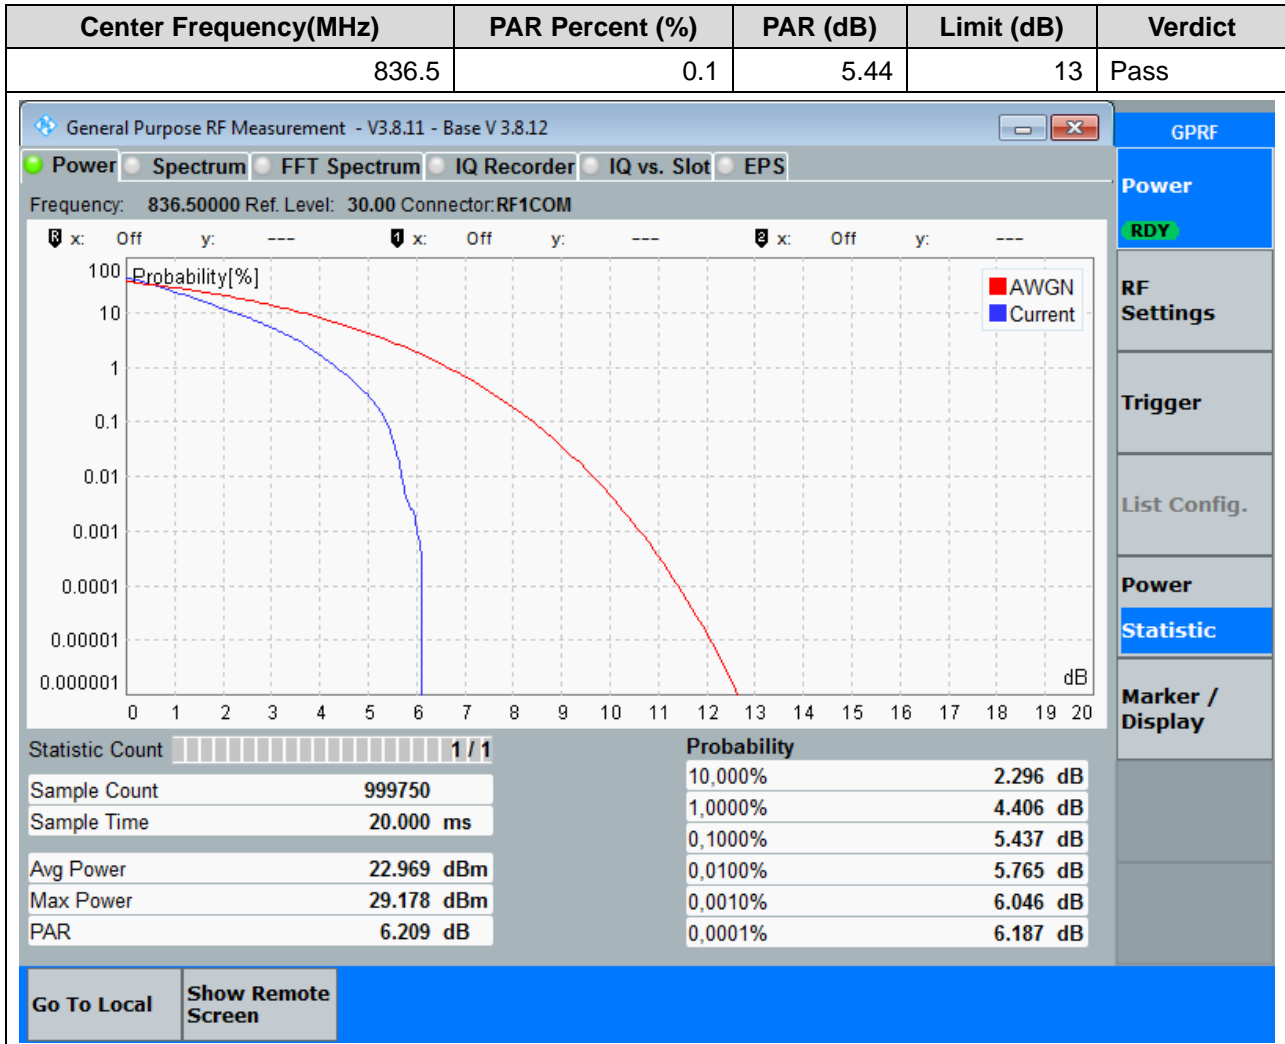 Center Frequency(MHz) PAR Percent (%) PAR (dB) Limit (dB) Verdict
836.5 0.1 5.44 13 Pass
General Purpose RF Measurement - V3.8.11 - Base V 3.8.12
GPRF
Power Spectrum FFT Spectrum IQ Recorder IQ vs. Slot EPS
Frequency: 836.50000 Ref. Level: 30.00 Connector:RF1COM
R x: Off y: --- 1 x: Off y: --- 2 x: Off y: ---
Probability[%]
100
10
1
0.1
0.01
0.001
0.0001
0.00001
0.000001
AWGN
Current
dB
0 1 2 3 4 5 6 7 8 9 10 11 12 13 14 15 16 17 18 19 20
Statistic Count 1 / 1
Sample Count 999750
Sample Time 20.000 ms
Avg Power 22.969 dBm
Max Power 29.178 dBm
PAR 6.209 dB
Probability
10,000% 2.296 dB
1,0000% 4.406 dB
0,1000% 5.437 dB
0,0100% 5.765 dB
0,0010% 6.046 dB
0,0001% 6.187 dB
Power
RDY
RF
Settings
Trigger
List Config.
Power
Statistic
Marker /
Display
Go To Local
Show Remote
Screen